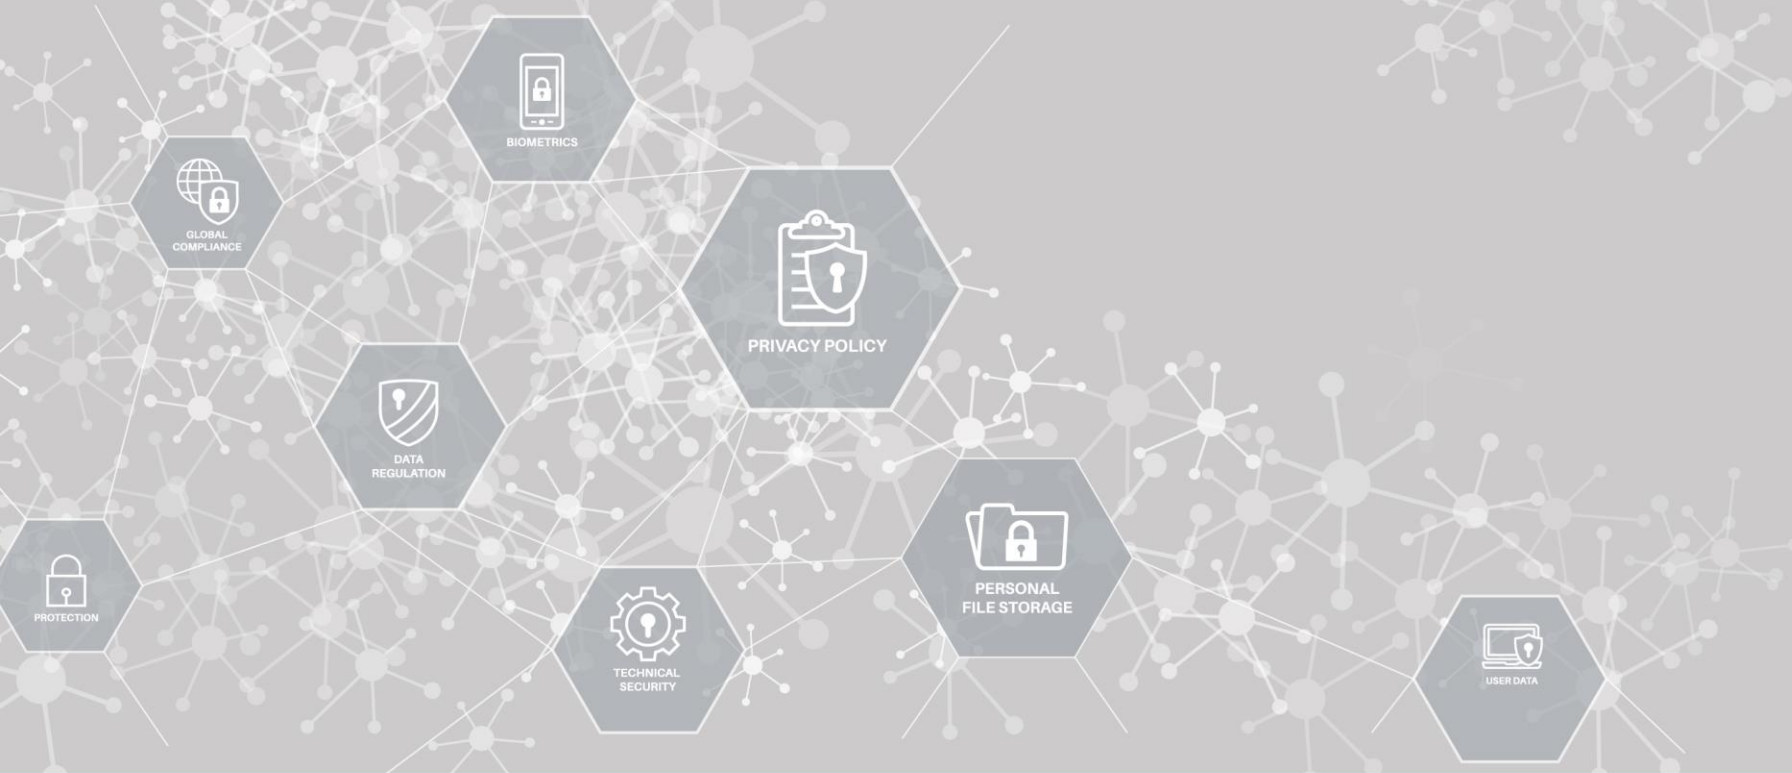 BIOMETRICS
GLOBAL
COMPLIANCE
PRIVACY POLICY
DATA
REGULATION
PERSONAL
FILE STORAGE
PROTECTION
TECHNICAL
SECURITY
USER DATA